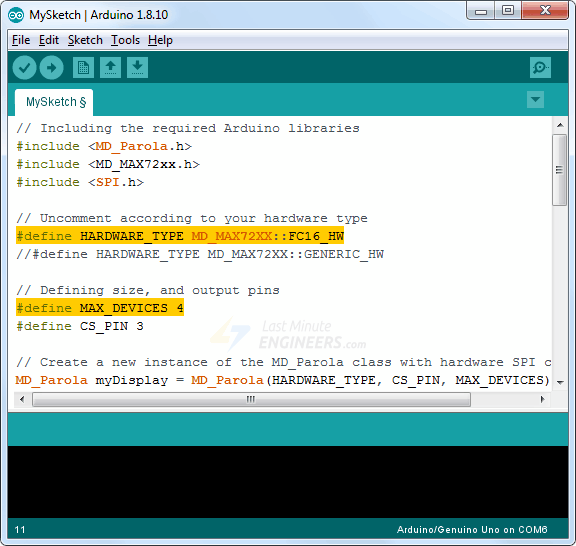 MySketch | Arduino 1.8.10
File Edit Sketch Tools Help
MySketch §
// Including the required Arduino libraries
#include <MD_Parola.h>
#include <MD_MAX72xx.h>
#include <SPI.h>
// Uncomment according to your hardware type
#define HARDWARE_TYPE MD_MAX72XX::FC16_HW
//#define HARDWARE_TYPE MD_MAX72XX::GENERIC_HW
// Defining size, and output pins
#define MAX_DEVICES 4
#define CS_PIN 3
Last Minute
ENGINEERS.com
// Create a new instance of the MD_Parola class with hardware SPI c
MD_Parola myDisplay = MD_Parola(HARDWARE_TYPE, CS_PIN, MAX_DEVICES)
11
Arduino/Genuino Uno on COM6